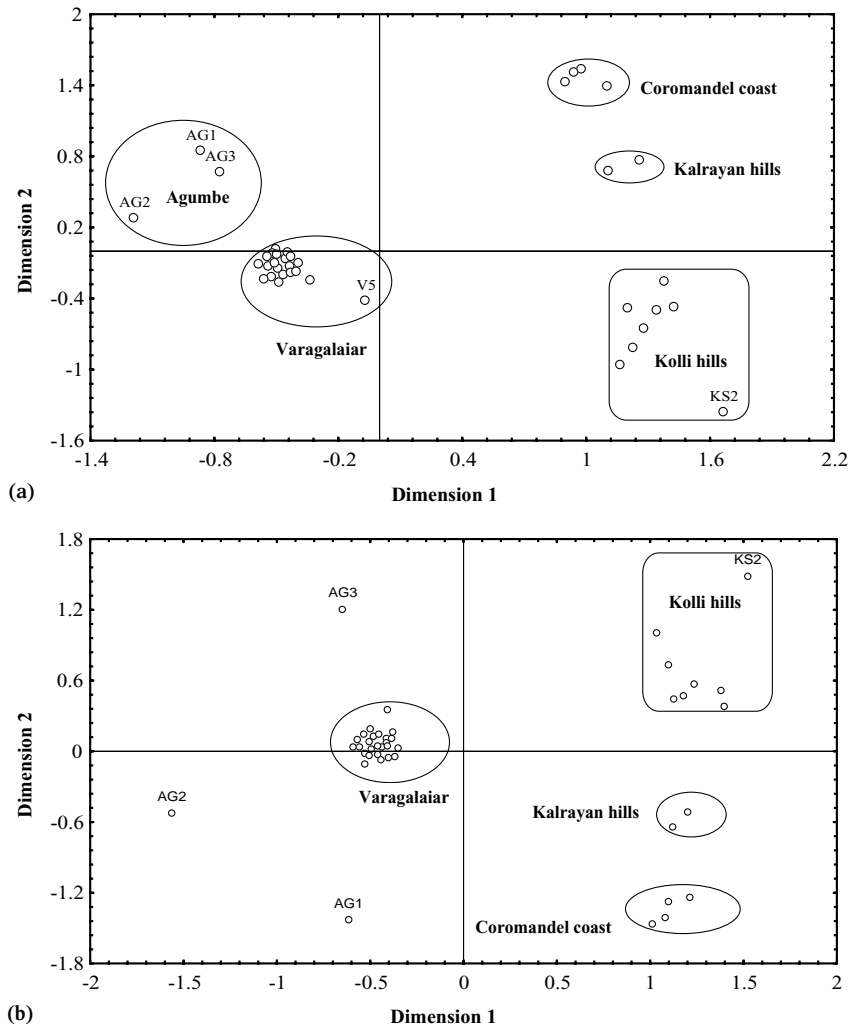 2
1.4
Coromandel coast
0.8
AG1
AG3
Kalrayan hills
Agumbe
AG2
0.2
Dimension 2
-0.4
V5
Varagalaiar
Kolli hills
-1
KS2
-1.6
-1.4 -0.8 -0.2 0.4 1 1.6 2.2
(a)
Dimension 1
1.8
KS2
AG3
1.2
Kolli hills
0.6
Dimension 2
0
Varagalaiar
AG2
-0.6
Kalrayan hills
AG1
-1.2
Coromandel coast
-1.8
-2 -1.5 -1 -0.5 0 0.5 1 1.5 2
(b)
Dimension 1